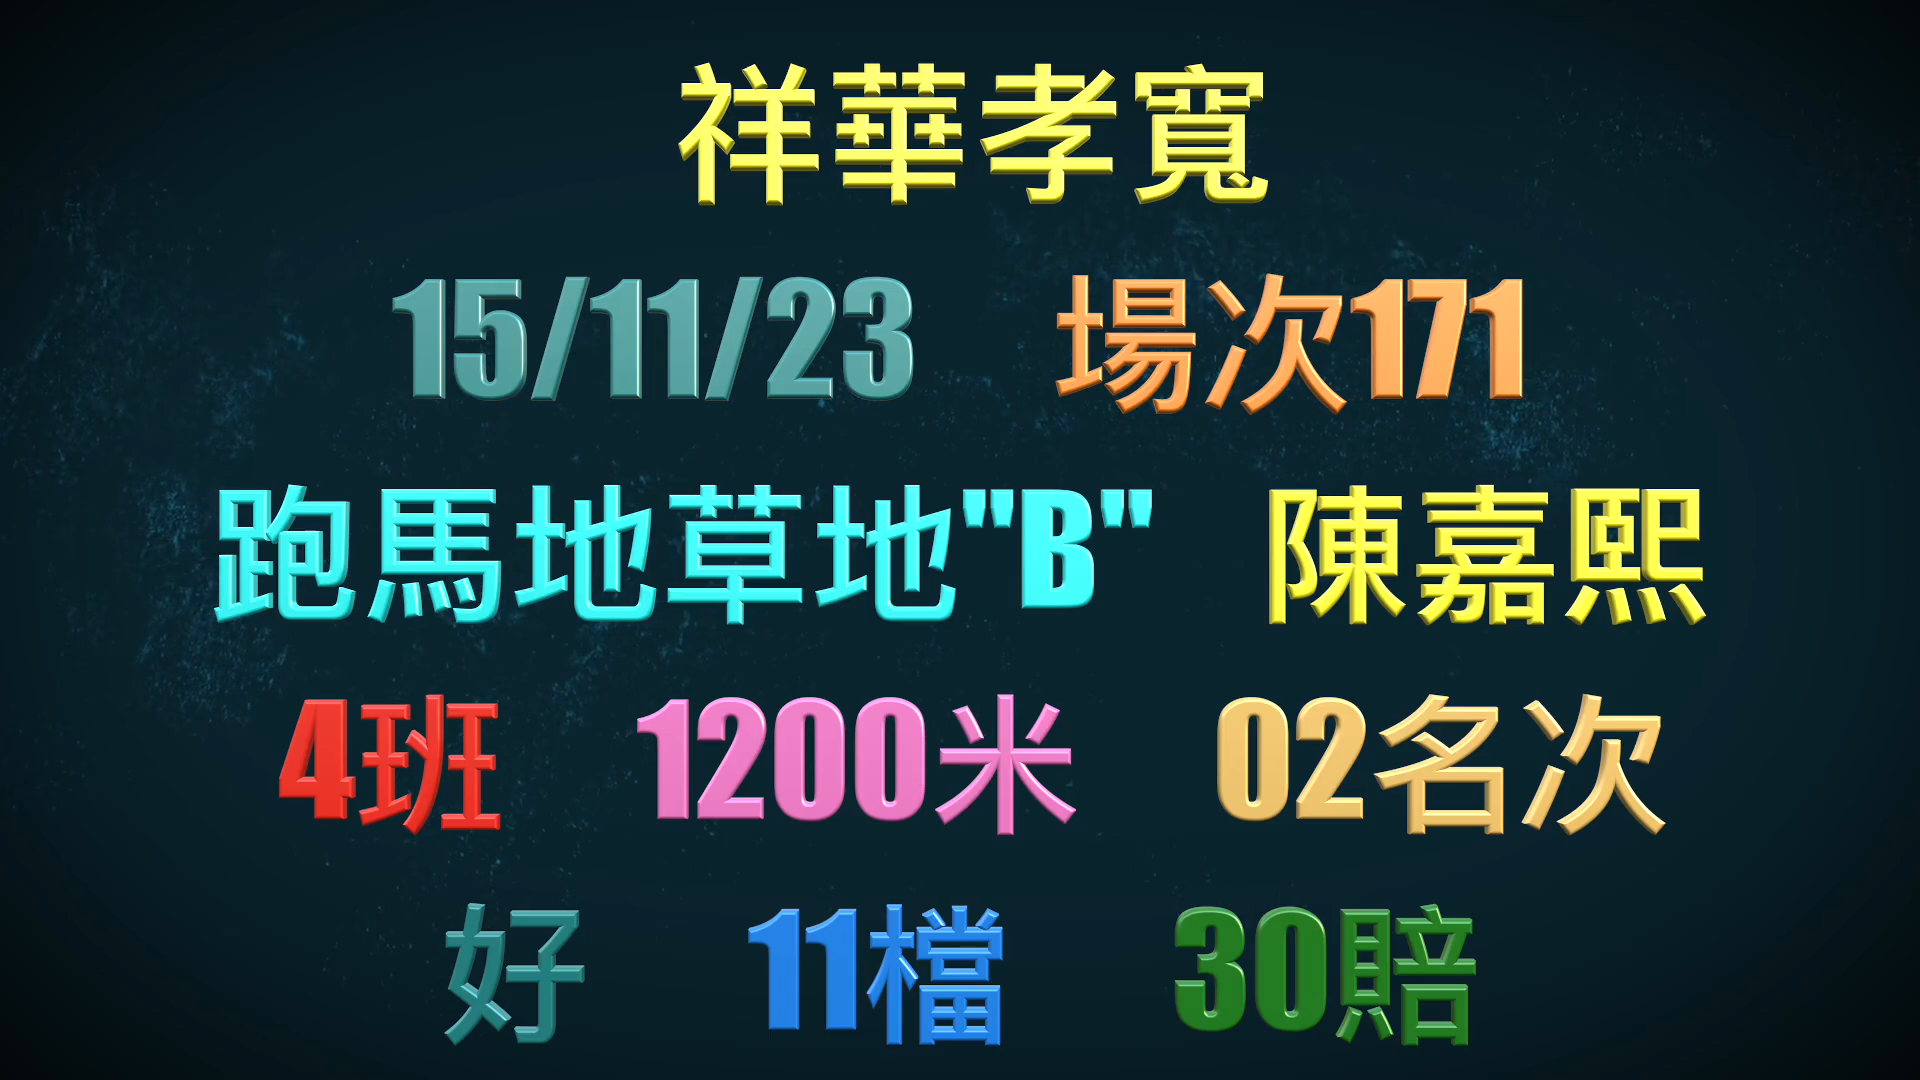 祥華孝寬
15/11/23 場次171
跑馬地草地"B" 陳嘉熙
4班 1200米 02名次
好 11檔 30賠